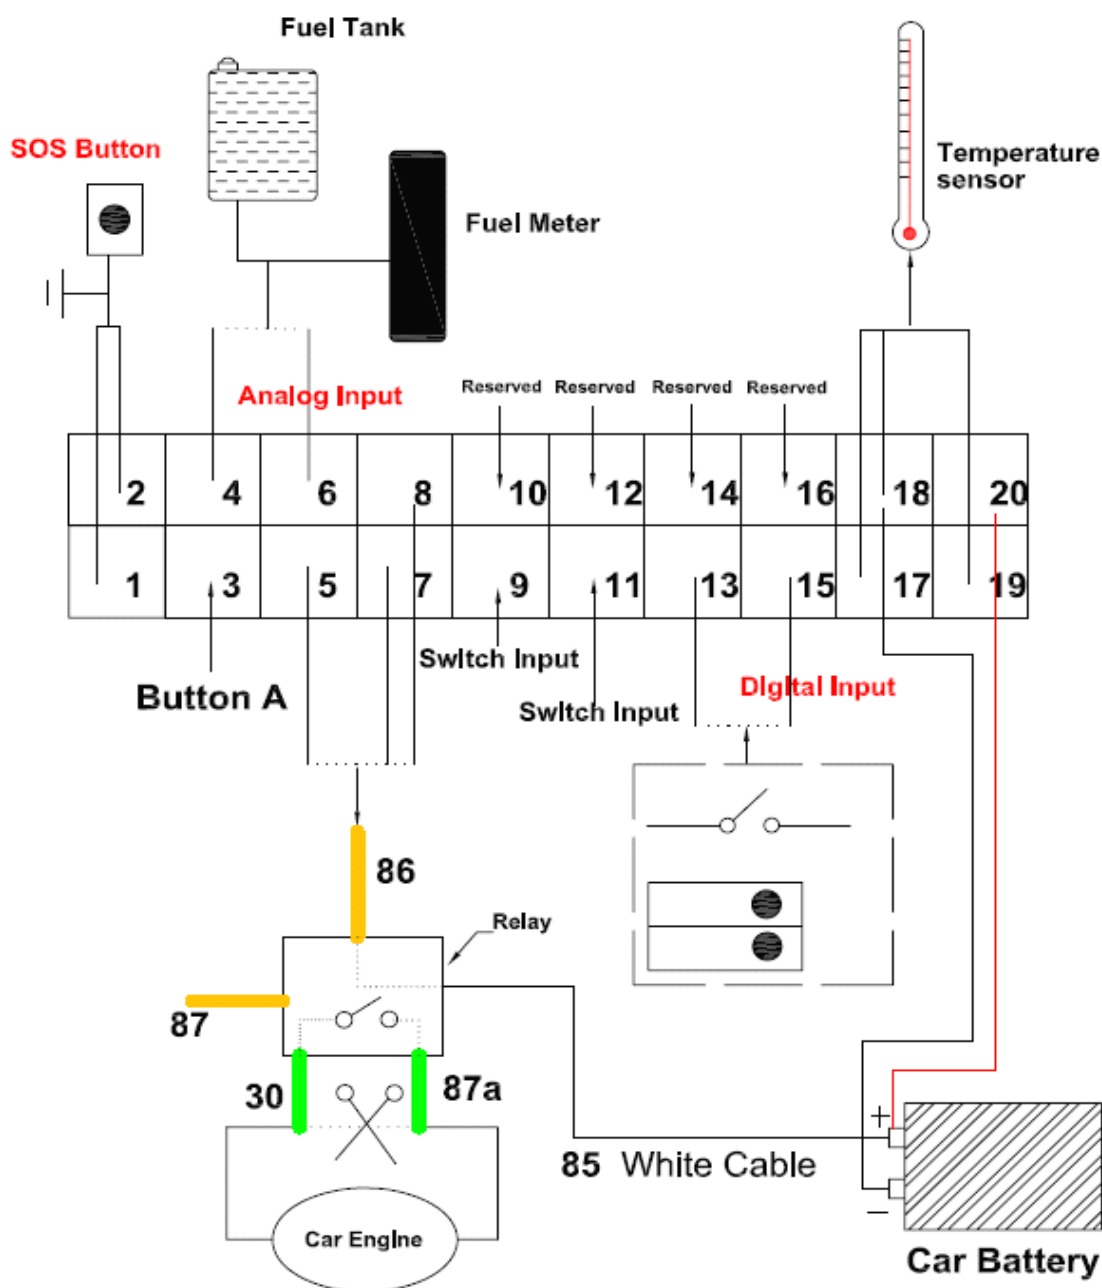 Fuel Tank
SOS Button
Fuel Meter
Temperature
sensor
Analog Input
Reserved Reserved Reserved Reserved
2 4 6 8 10 12 14 16 18 20
1 3 5 7 9 11 13 15 17 19
Button A
Switch Input
Switch Input
Digital Input
86
Relay
87
30
87a
+
85 White Cable
−
Car Engine
Car Battery